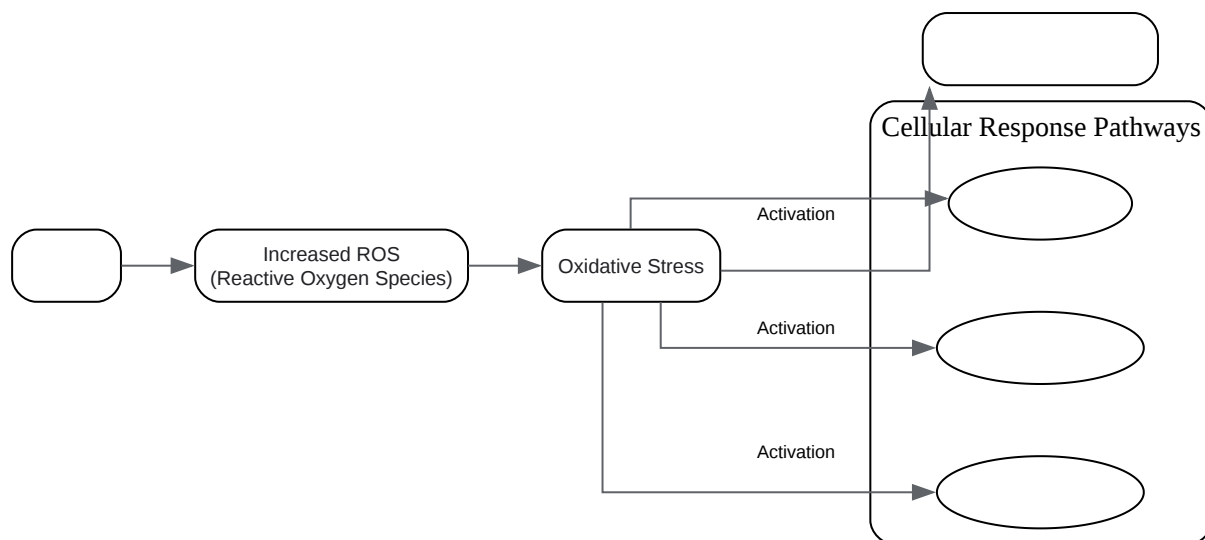 Cellular Response Pathways
Activation
Increased ROS
(Reactive Oxygen Species)
Oxidative Stress
Activation
Activation